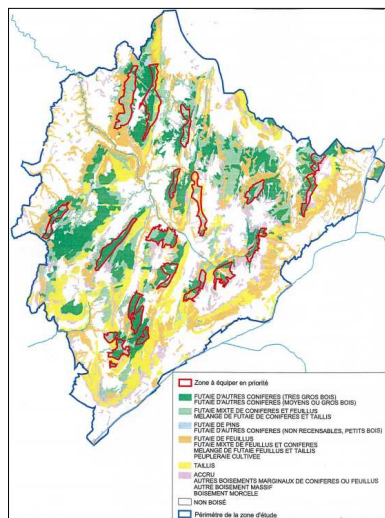 Zone à équiper en priorité
FUTAIE D'AUTRES CONIFERES (TRES GROS BOIS)
FUTAIE D'AUTRES CONIFERES (MOYENS OU GROS BOIS)
FUTAIE MIXTE DE CONIFERES ET FEUILLUS
MELANGE DE FUTAIE DE CONIFERES ET TAILLIS
FUTAIE DE PINS
FUTAIE D'AUTRES CONIFERES (NON RECENSABLES, PETITS BOIS)
FUTAIE DE FEUILLUS
FUTAIE MIXTE DE FEUILLUS ET CONIFERES
MELANGE DE FUTAIE FEUILLUS ET TAILLIS
PEUPLERAIE CULTIVEE
TAILLIS
ACCRU
AUTRES BOISEMENTS MARGINAUX DE CONIFERES OU FEUILLUS
AUTRE BOISEMENT MASSIF
BOISEMENT MORCELE
NON BOISÉ
Périmètre de la zone d'étude